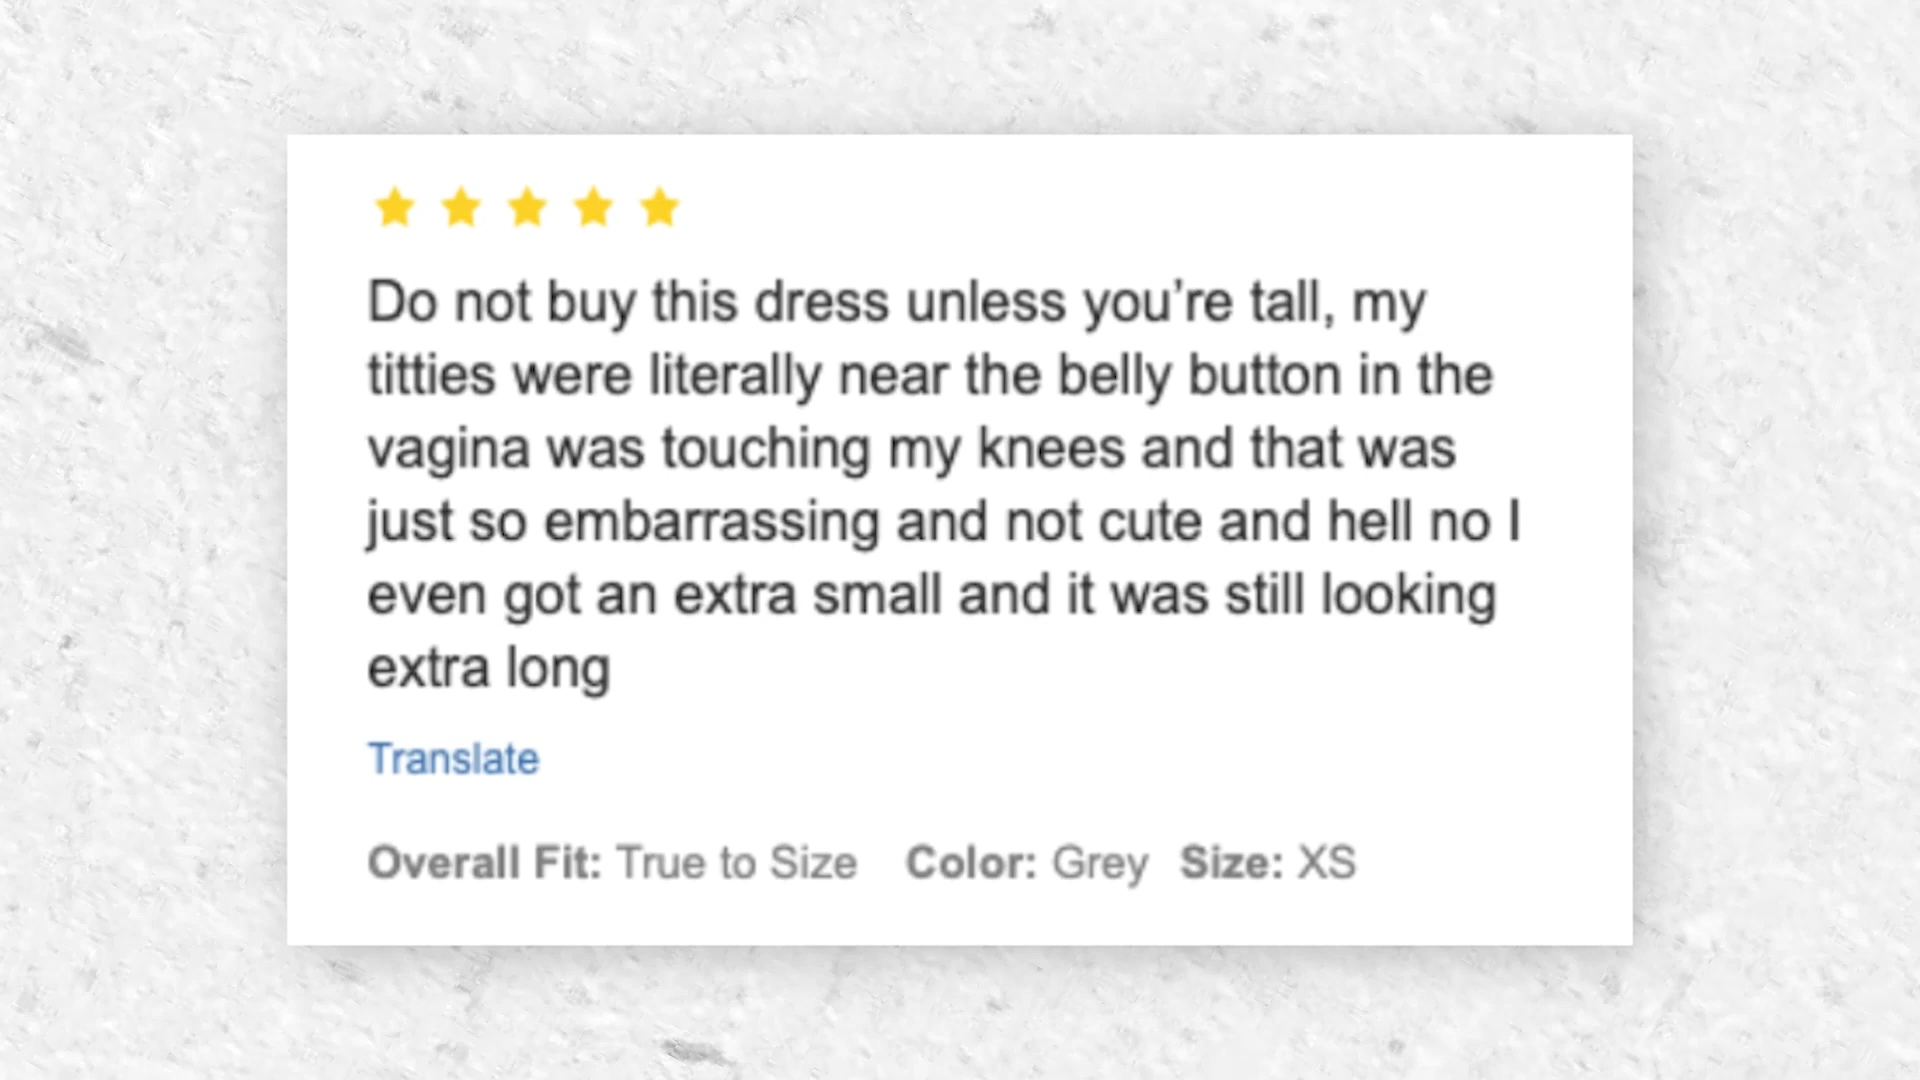 Do not buy this dress unless you’re tall, my
titties were literally near the belly button in the
vagina was touching my knees and that was
just so embarrassing and not cute and hell no I
even got an extra small and it was still looking
extra long
Translate
Overall Fit: True to Size Color: Grey Size: XS